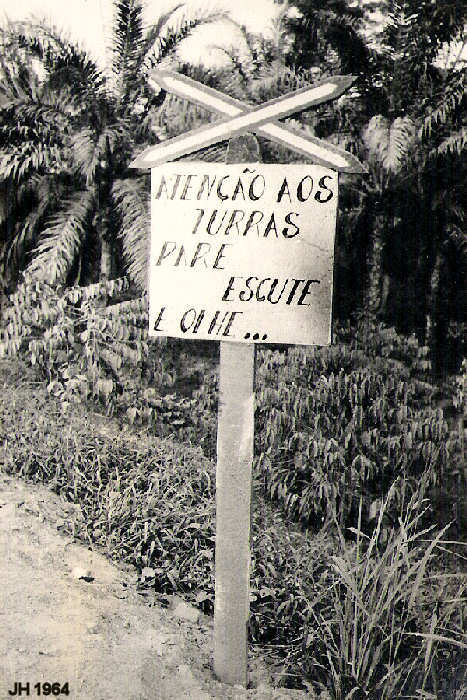 ATENÇÃO AOS
TURRAS
PARE
ESCUTE
E OLHE...
JH 1964